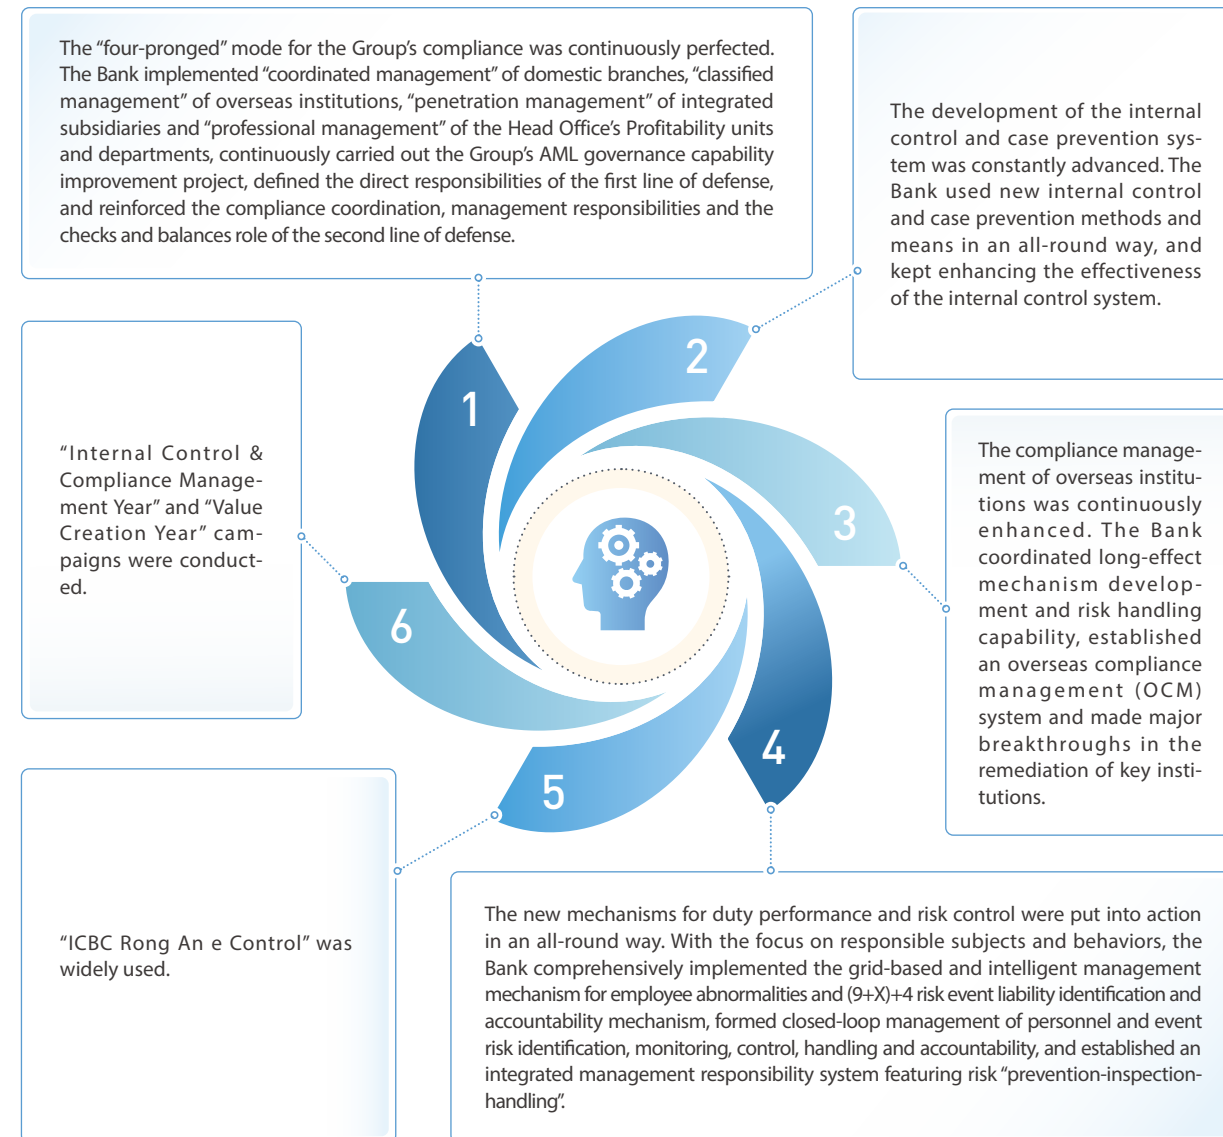 The “four-pronged” mode for the Group’s compliance was continuously perfected.
The Bank implemented “coordinated management” of domestic branches, “classified
management” of overseas institutions, “penetration management” of integrated
subsidiaries and “professional management” of the Head Office’s Profitability units
and departments, continuously carried out the Group’s AML governance capability
improvement project, defined the direct responsibilities of the first line of defense,
and reinforced the compliance coordination, management responsibilities and the
checks and balances role of the second line of defense.
The development of the internal
control and case prevention sys-
tem was constantly advanced. The
Bank used new internal control
and case prevention methods and
means in an all-round way, and
kept enhancing the effectiveness
of the internal control system.
1
2
3
4
5
6
The compliance manage-
ment of overseas institu-
tions was continuously
enhanced. The Bank
coordinated long-effect
mechanism develop-
ment and risk handling
capability, established
an overseas compliance
management (OCM)
system and made major
breakthroughs in the
remediation of key insti-
tutions.
“Internal Control &
Compliance Manage-
ment Year” and “Value
Creation Year” cam-
paigns were conduct-
ed.
“ICBC Rong An e Control” was
widely used.
The new mechanisms for duty performance and risk control were put into action
in an all-round way. With the focus on responsible subjects and behaviors, the
Bank comprehensively implemented the grid-based and intelligent management
mechanism for employee abnormalities and (9+X)+4 risk event liability identification and
accountability mechanism, formed closed-loop management of personnel and event
risk identification, monitoring, control, handling and accountability, and established an
integrated management responsibility system featuring risk “prevention-inspection-
handling”.